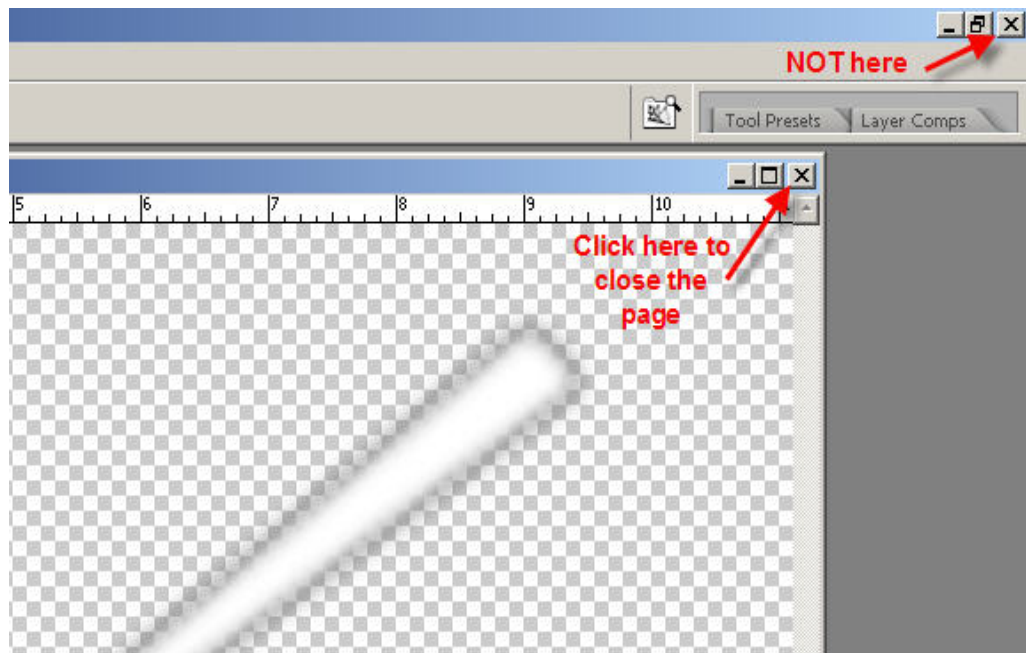 NOT here
Tool Presets Layer Comps
5 6 7 8 9 10
Click here to
close the
page